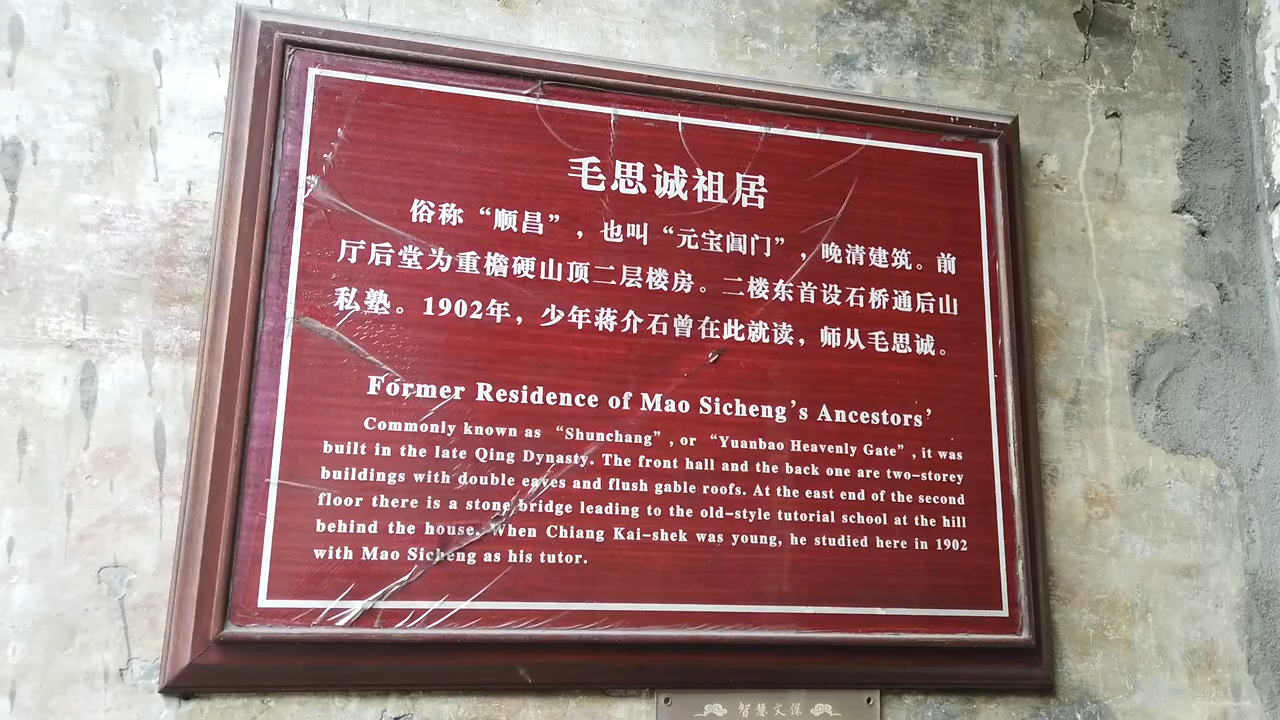 毛思诚祖居
俗称“顺昌”，也叫“元宝閶门”，晚清建筑。前
厅后堂为重檐硬山顶二层楼房。二楼东首设石桥通后山
私塾。1902年，少年蒋介石曾在此就读，师从毛思诚。
Former Residence of Mao Sicheng's Ancestors'
Commonly known as “Shunchang”, or “Yuanbao Heavenly Gate”, it was
built in the late Qing Dynasty. The front hall and the back one are two-storey
buildings with double eaves and flush gable roofs. At the east end of the second
floor there is a stone bridge leading to the old-style tutorial school at the hill
behind the house. When Chiang Kai-shek was young, he studied here in 1902
with Mao Sicheng as his tutor.
智慧文保